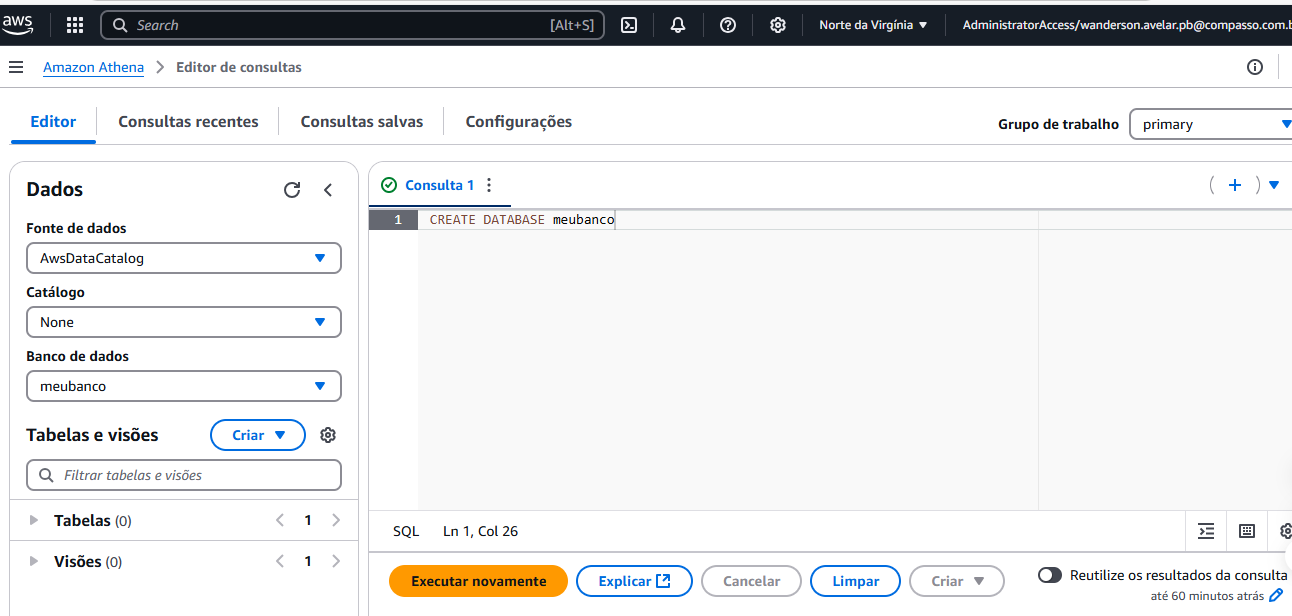 aws
Search [Alt+S]
Norte da Virgínia
AdministratorAccess/wanderson.avelar.pb@compasso.com.
Amazon Athena
Editor de consultas
Editor
Consultas recentes
Consultas salvas
Configurações
Grupo de trabalho
primary
Dados
Fonte de dados
AwsDataCatalog
Catálogo
None
Banco de dados
meubanco
Tabelas e visões
Criar
Filtrar tabelas e visões
Tabelas (0)
1
Visões (0)
1
Consulta 1
1 CREATE DATABASE meubanco
SQL
Ln 1, Col 26
Executar novamente
Explicar
Cancelar
Limpar
Criar
Reutilize os resultados da consulta
até 60 minutos atrás